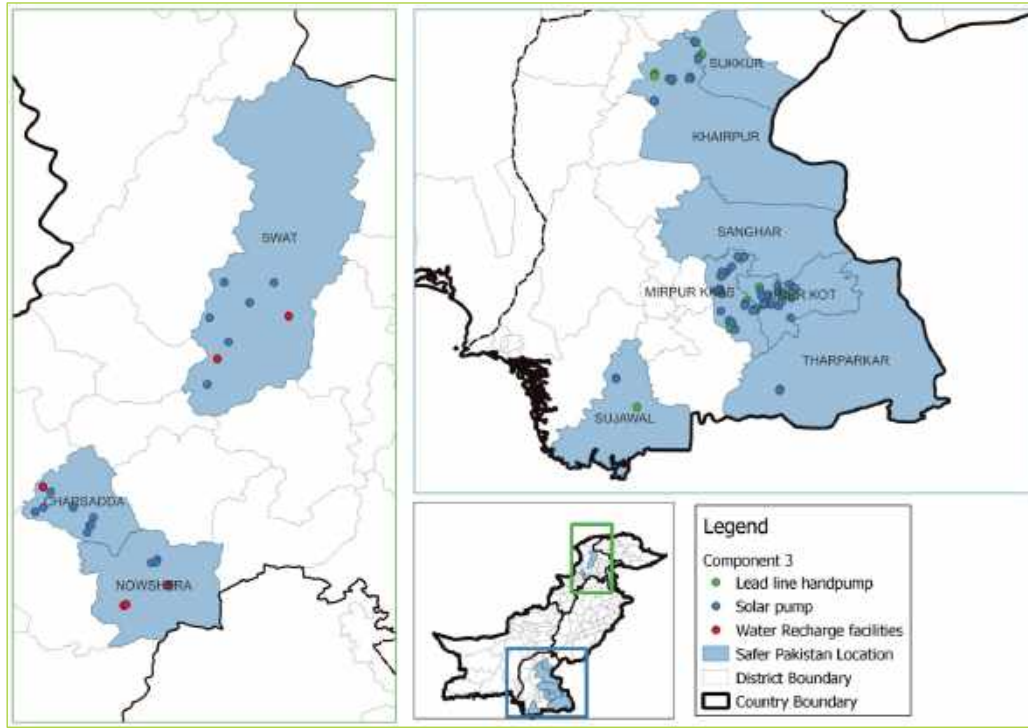 SWAT
CHARSADDA
NOWSHERA
SUKKUR
KHAIRPUR
SANGHAR
MIRPUR KHAS
KOT
THARPARKAR
SUJAWAL
Legend
Component 3
Lead line handpump
Solar pump
Water Recharge facilities
Safer Pakistan Location
District Boundary
Country Boundary